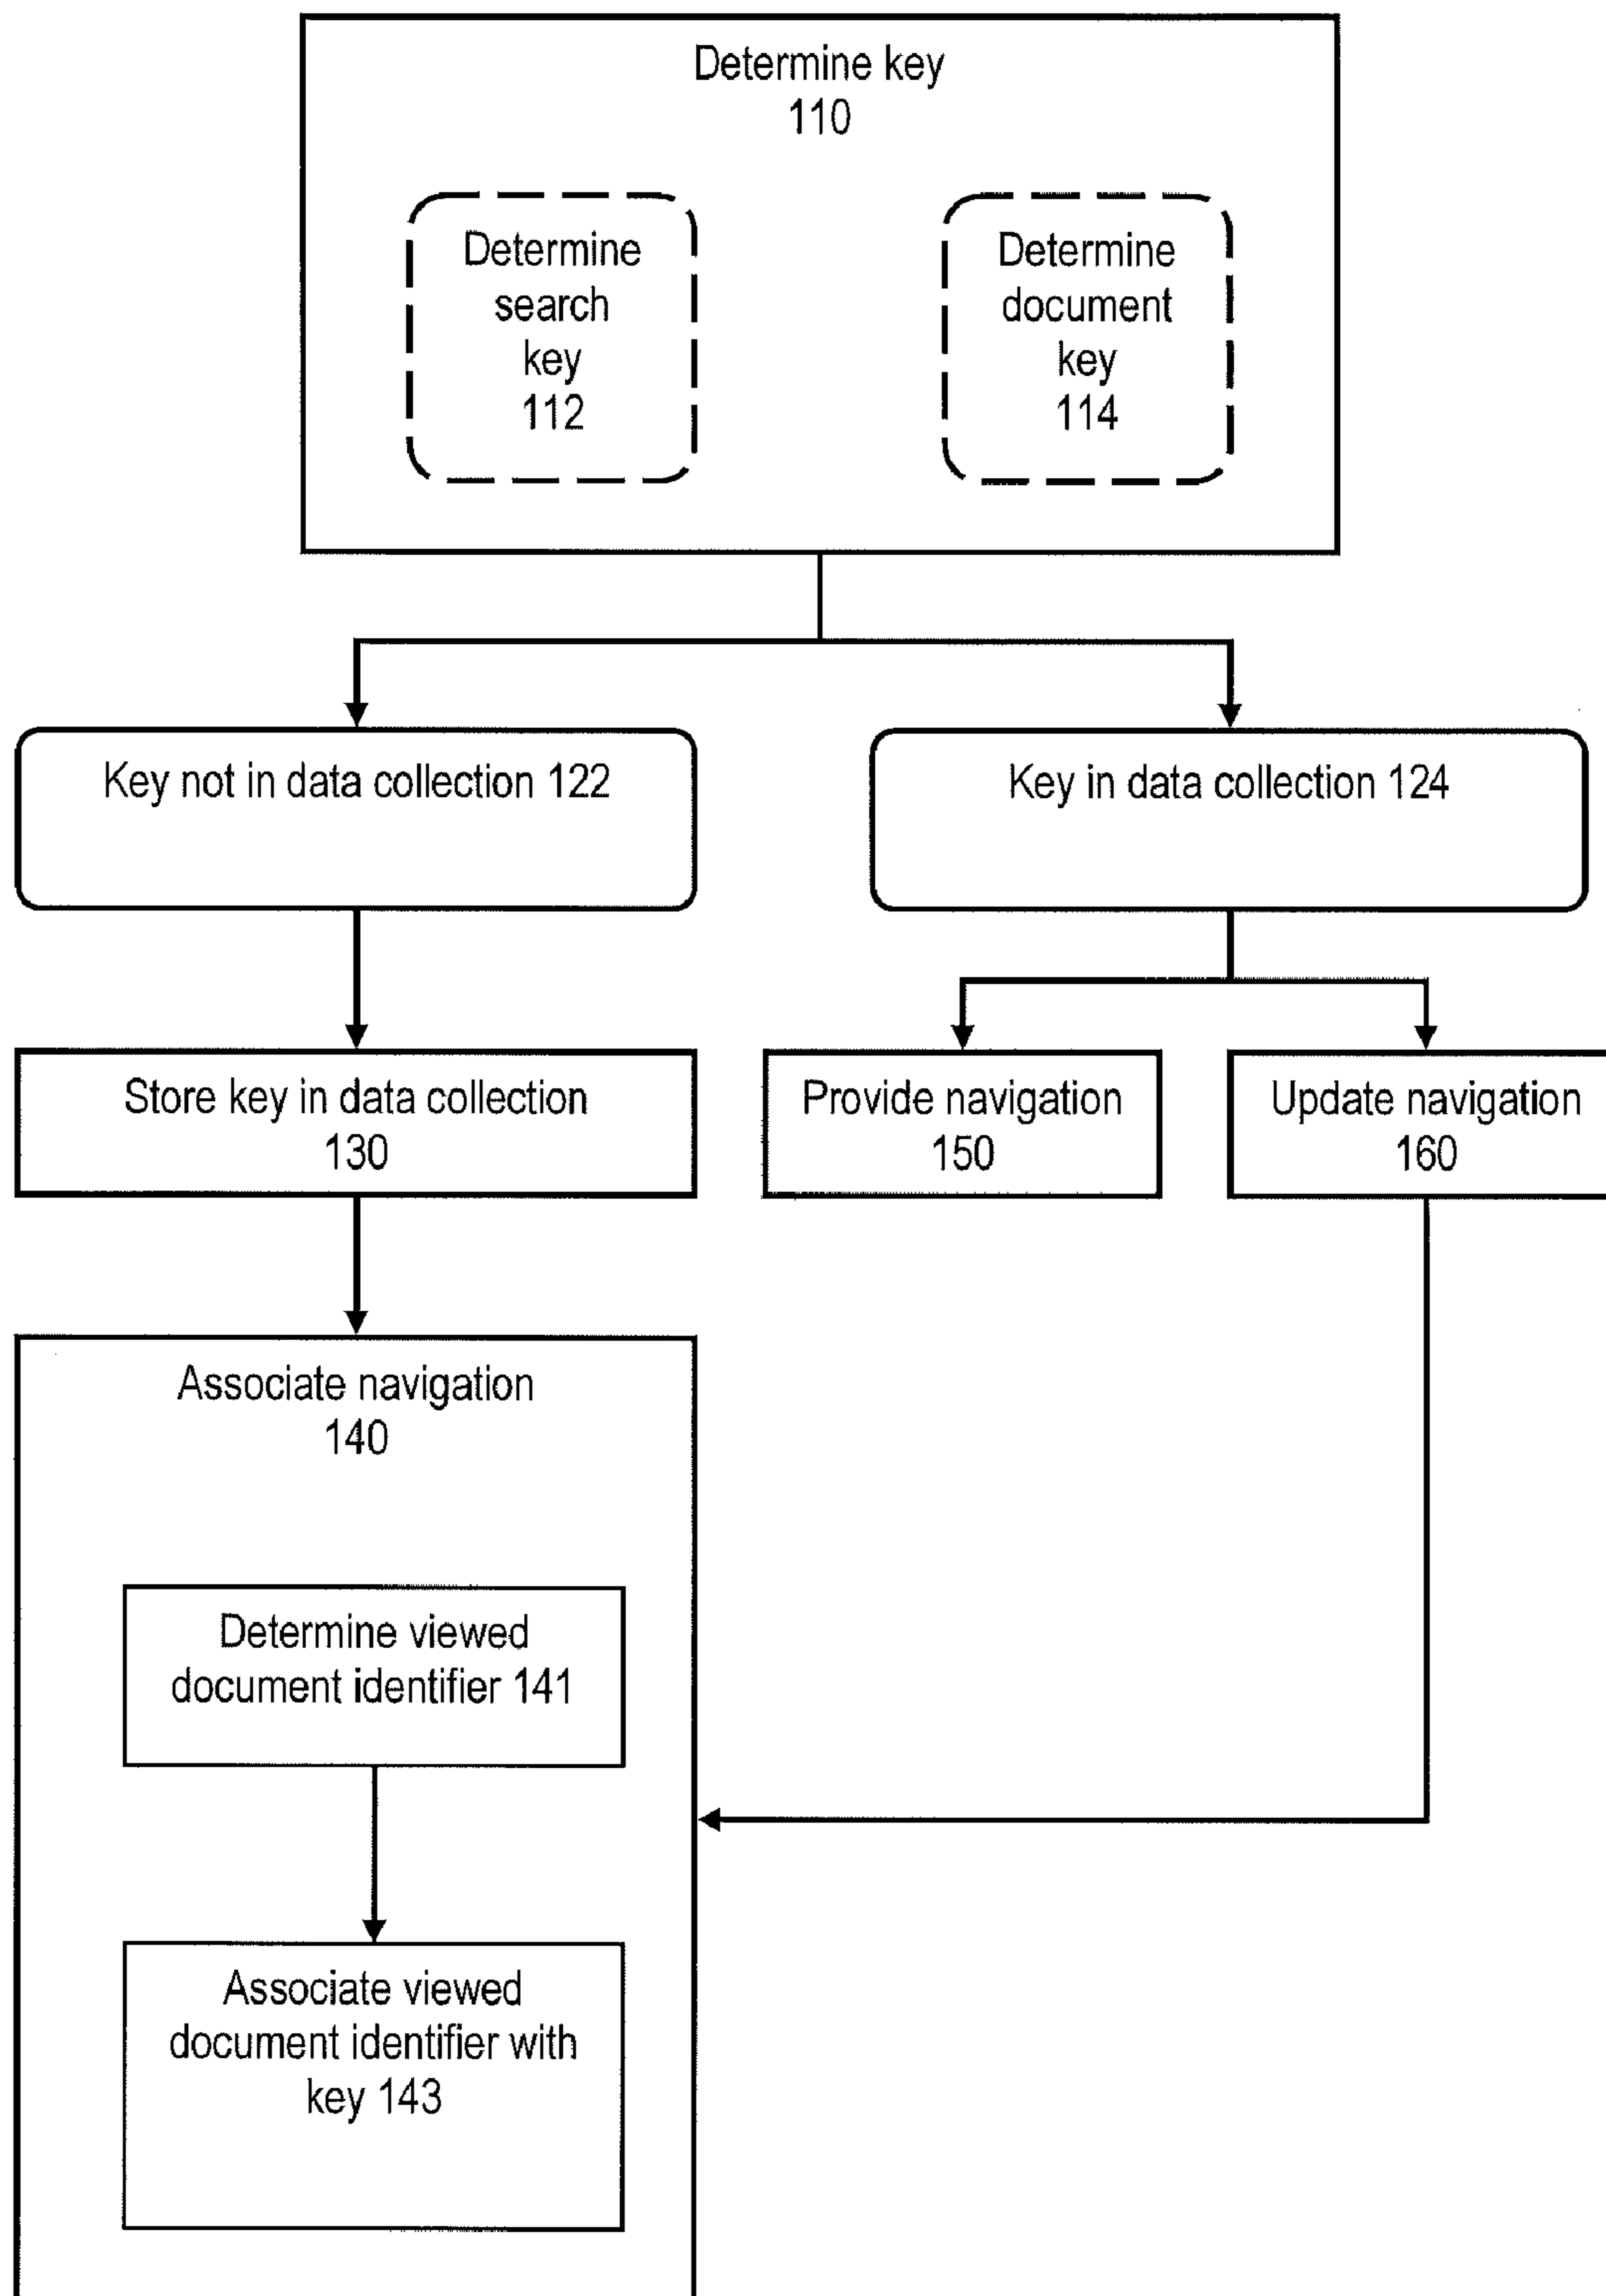 Determine key
110
Determine
search
key
112
Determine
document
key
114
Key not in data collection 122
Key in data collection 124
Store key in data collection
130
Provide navigation
150
Update navigation
160
Associate navigation
140
Determine viewed
document identifier 141
Associate viewed
document identifier with
key 143